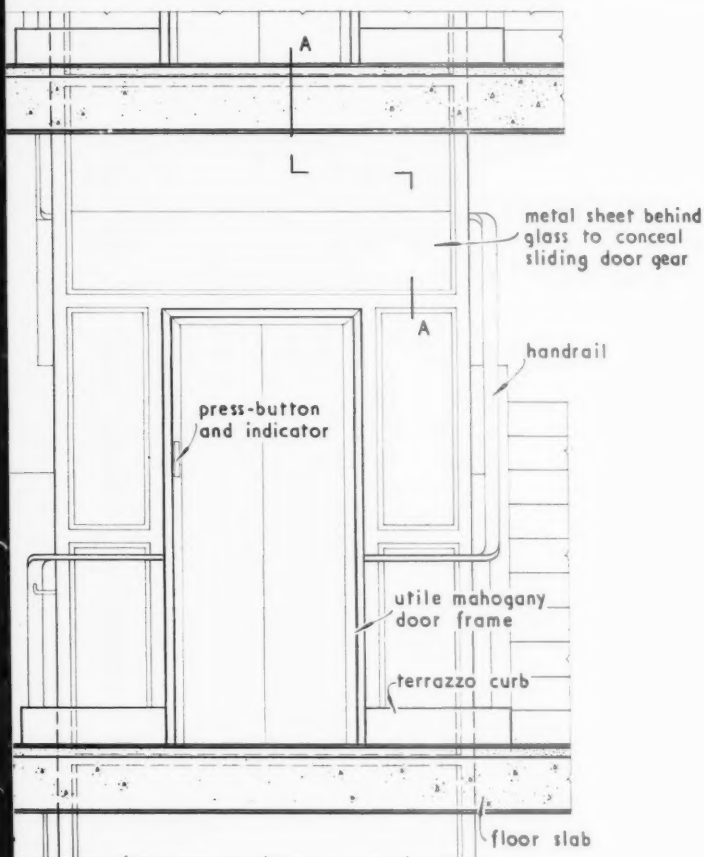 A
metal sheet behind
glass to conceal
sliding door gear
A
handrail
press-button
and indicator
utile mahogany
door frame
terrazzo curb
floor slab